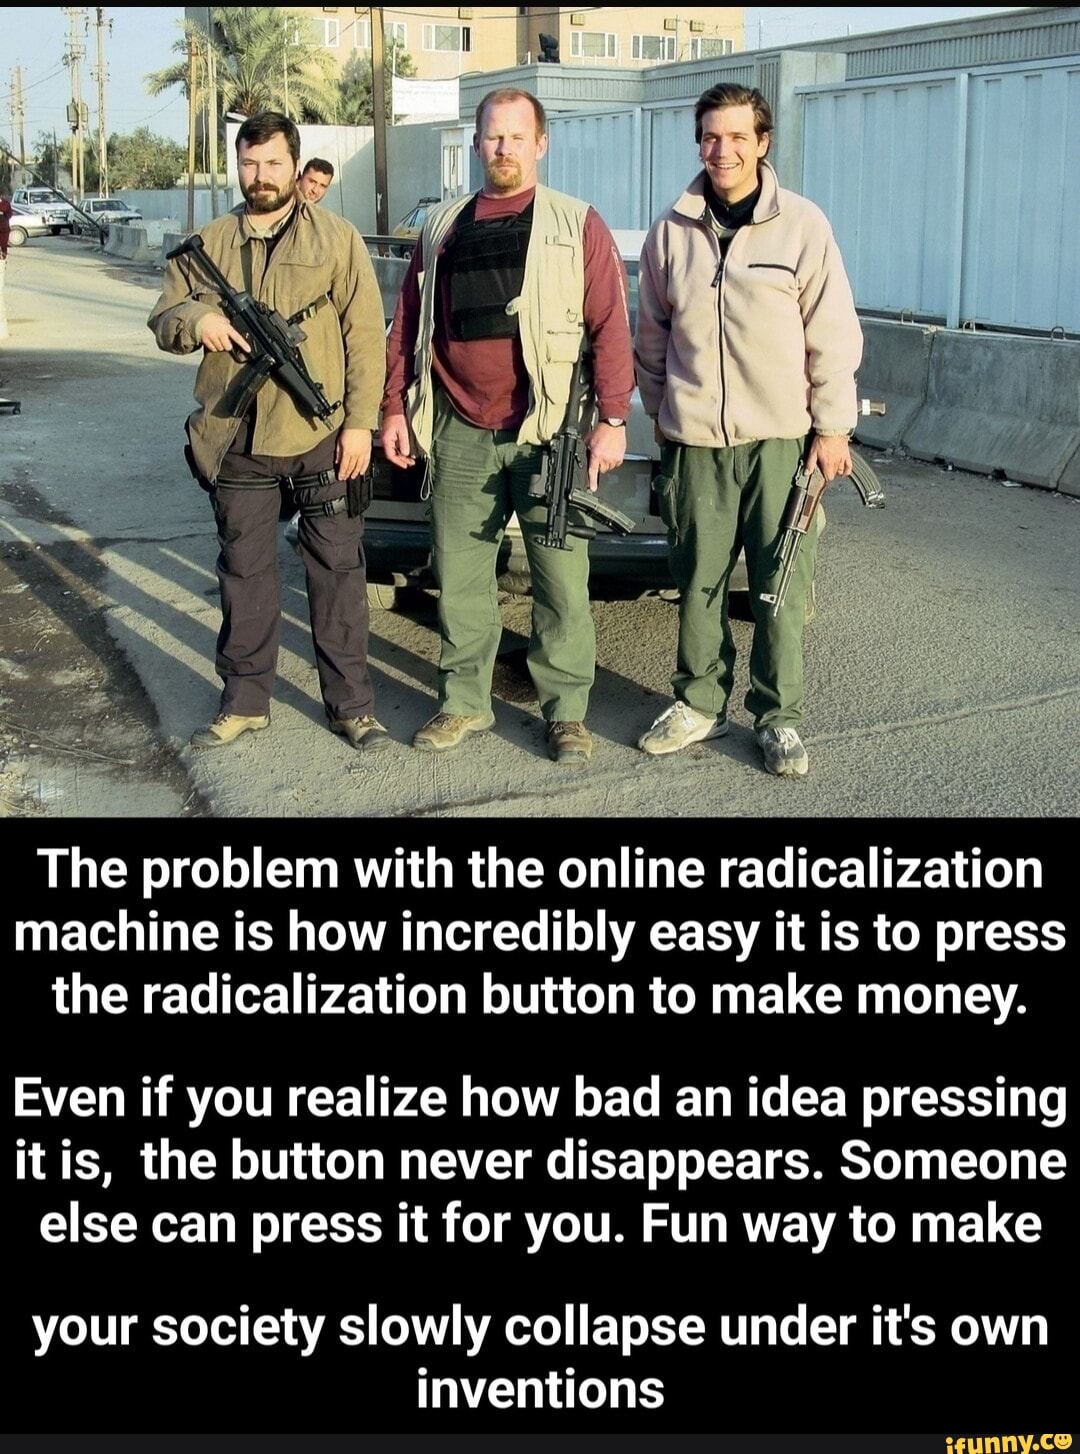 The problem with the online radicalization
machine is how incredibly easy it is to press
the radicalization button to make money.
Even if you realize how bad an idea pressing
it is, the button never disappears. Someone
else can press it for you. Fun way to make
your society slowly collapse under it's own
inventions
ifunny.co